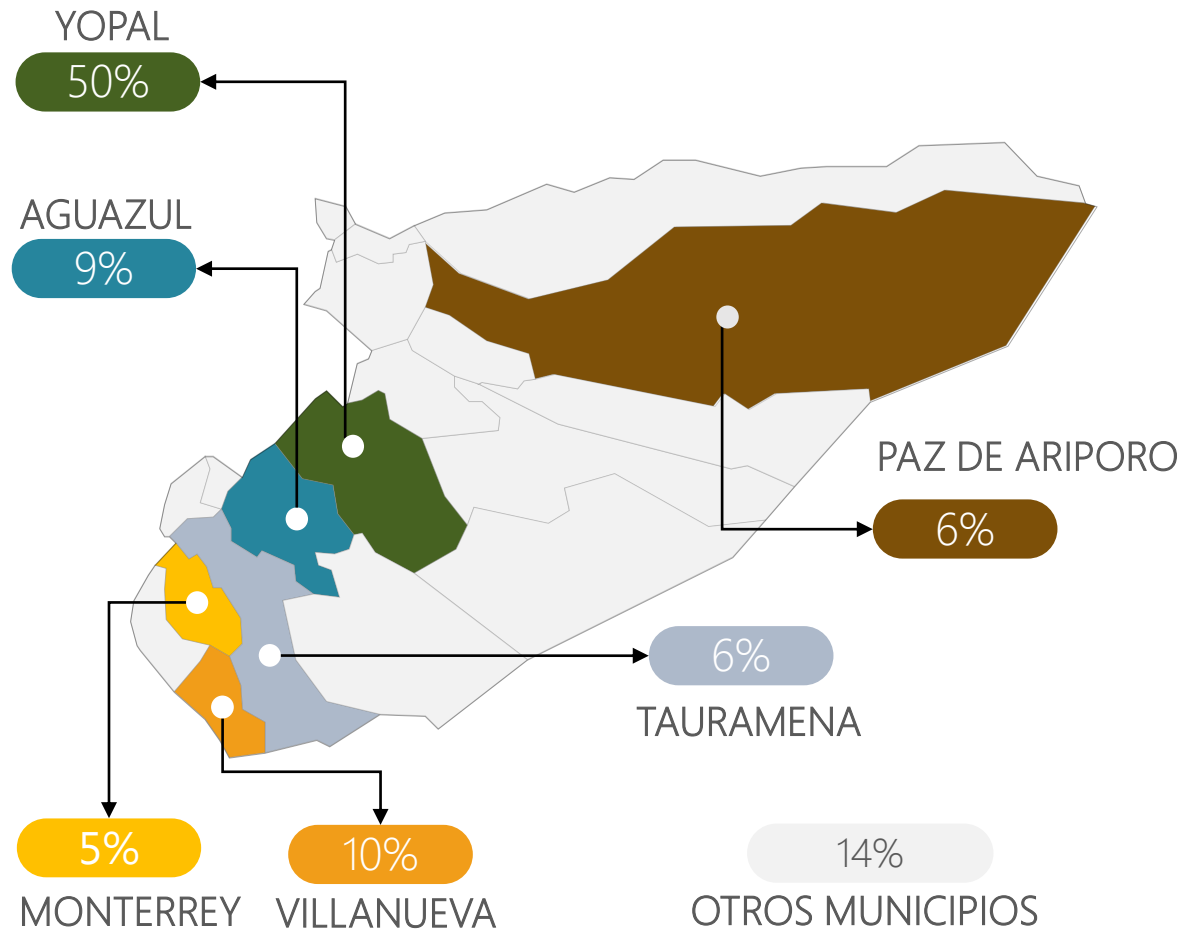 YOPAL
50%
AGUAZUL
9%
PAZ DE ARIPORO
6%
6%
TAURAMENA
5%
MONTERREY
10%
VILLANUEVA
14%
OTROS MUNICIPIOS